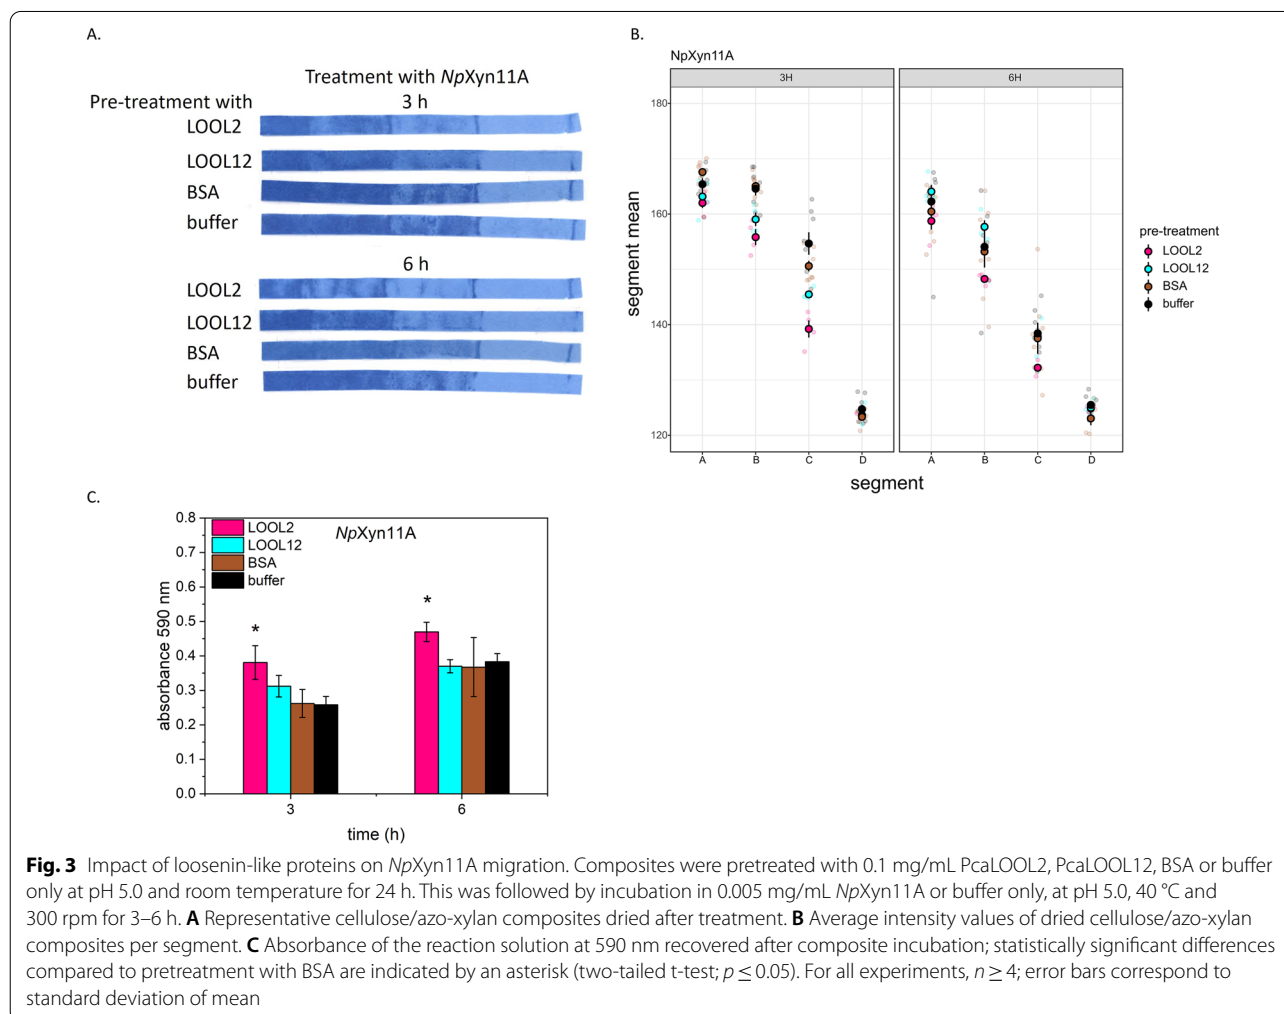 A.
Treatment with NpXyn11A
Pre-treatment with
3 h
LOOL2
LOOL12
BSA
buffer
6 h
LOOL2
LOOL12
BSA
buffer
B.
NpXyn11A
3H
6H
180
160
140
120
segment mean
A
B
C
D
A
B
C
D
segment
pre-treatment
LOOL2
LOOL12
BSA
buffer
C.
0.8
0.7
0.6
0.5
0.4
0.3
0.2
0.1
0.0
absorbance 590 nm
LOOL2
LOOL12
BSA
buffer
NpXyn11A
*
*
3
6
time (h)
Fig. 3 Impact of loosenin-like proteins on NpXyn11A migration. Composites were pretreated with 0.1 mg/mL PcaLOOL2, PcaLOOL12, BSA or buffer
only at pH 5.0 and room temperature for 24 h. This was followed by incubation in 0.005 mg/mL NpXyn11A or buffer only, at pH 5.0, 40 °C and
300 rpm for 3–6 h. A Representative cellulose/azo-xylan composites dried after treatment. B Average intensity values of dried cellulose/azo-xylan
composites per segment. C Absorbance of the reaction solution at 590 nm recovered after composite incubation; statistically significant differences
compared to pretreatment with BSA are indicated by an asterisk (two-tailed t-test; p ≤ 0.05). For all experiments, n ≥ 4; error bars correspond to
standard deviation of mean